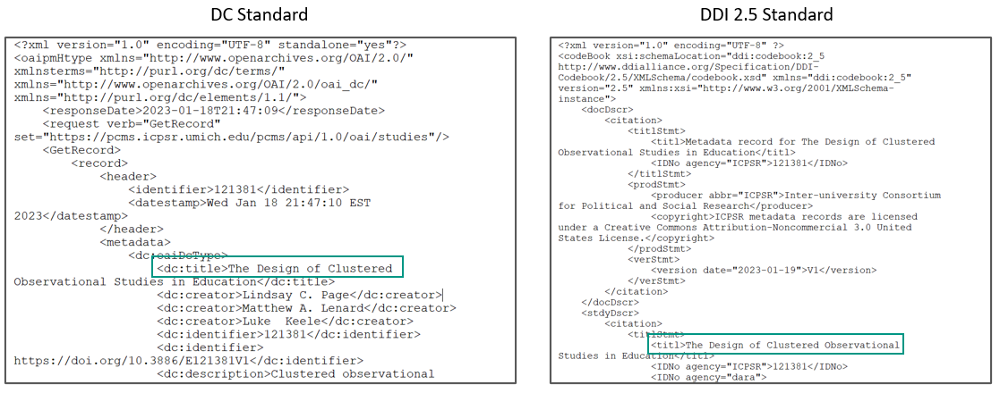 DC Standard
<?xml version="1.0" encoding="UTF-8" standalone="yes"?>
<oaipmHtype xmlns="http://www.openarchives.org/OAI/2.0/"
xmlnsterms="http://purl.org/dc/terms/"
xmlns="http://www.openarchives.org/OAI/2.0/oai_dc/"
xmlns="http://purl.org/dc/elements/1.1/">
<responseDate>2023-01-18T21:47:09</responseDate>
<request verb="GetRecord"
set="https://pcms.icpsr.umich.edu/pcms/api/1.0/oai/studies"/>
<GetRecord>
<record>
<header>
<identifier>121381</identifier>
<datestamp>Wed Jan 18 21:47:10 EST
2023</datestamp>
</header>
<metadata>
<dc:oaiDcType>
<dc:title>The Design of Clustered
Observational Studies in Education</dc:title>
<dc:creator>Lindsay C. Page</dc:creator>
<dc:creator>Matthew A. Lenard</dc:creator>
<dc:creator>Luke  Keele</dc:creator>
<dc:identifier>121381</dc:identifier>
<dc:identifier>
https://doi.org/10.3886/E121381V1</dc:identifier>
<dc:description>Clustered observational
DDI 2.5 Standard
<?xml version="1.0" encoding="UTF-8" ?>
<codeBook xsi:schemaLocation="ddi:codebook:2_5
http://www.ddialliance.org/Specification/DDI-
Codebook/2.5/XMLSchema/codebook.xsd" xmlns="ddi:codebook:2_5"
version="2.5" xmlns:xsi="http://www.w3.org/2001/XMLSchema-
instance">
<docDscr>
<citation>
<titlStmt>
<titl>Metadata record for The Design of Clustered
Observational Studies in Education</titl>
<IDNo agency="ICPSR">121381</IDNo>
</titlStmt>
<prodStmt>
<producer abbr="ICPSR">Inter-university Consortium
for Political and Social Research</producer>
<copyright>ICPSR metadata records are licensed
under a Creative Commons Attribution-Noncommercial 3.0 United
States License.</copyright>
</prodStmt>
<verStmt>
<version date="2023-01-19">V1</version>
</verStmt>
</citation>
</docDscr>
<stdyDscr>
<citation>
<titlStmt>
<titl>The Design of Clustered Observational
Studies in Education</titl>
<IDNo agency="ICPSR">121381</IDNo>
<IDNo agency="dara">